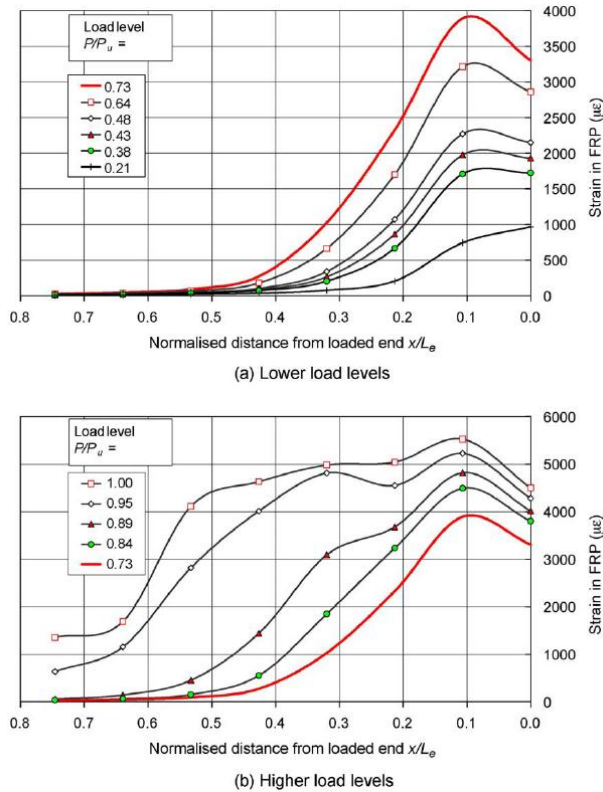 Load level
P/Pᵤ =
0.73
0.64
0.48
0.43
0.38
0.21
4000
3500
3000
2500
2000
1500
1000
500
0
Strain in FRP (με)
0.8 0.7 0.6 0.5 0.4 0.3 0.2 0.1 0.0
Normalised distance from loaded end x/Lₑ
(a) Lower load levels
Load level
P/Pᵤ =
1.00
0.95
0.89
0.84
0.73
6000
5000
4000
3000
2000
1000
0
Strain in FRP (με)
0.8 0.7 0.6 0.5 0.4 0.3 0.2 0.1 0.0
Normalised distance from loaded end x/Lₑ
(b) Higher load levels